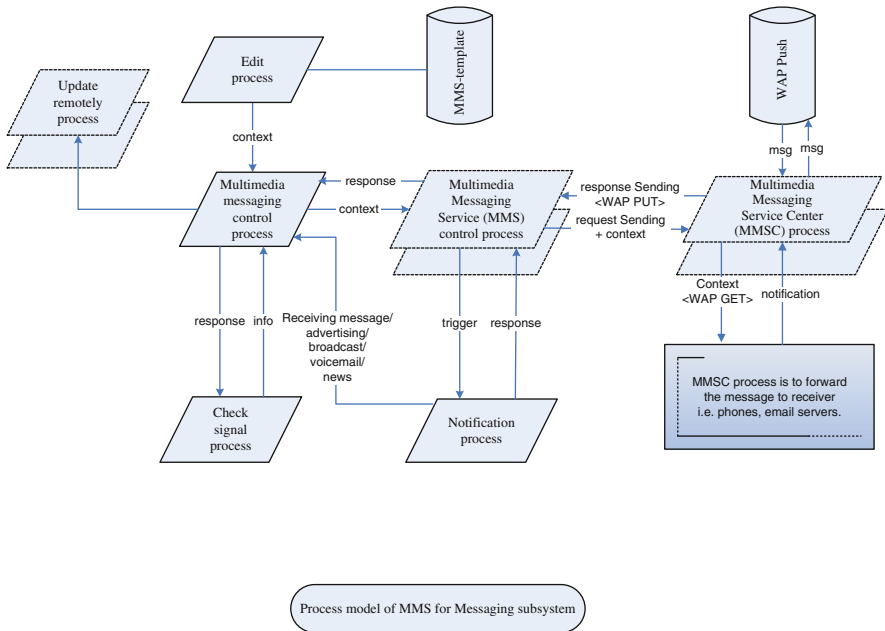 Edit
process
MMS-template
WAP Push
Update
remotely
process
context
msg
msg
Multimedia
messaging
control
process
response
context
Multimedia
Messaging
Service (MMS)
control process
response Sending
<WAP PUT>
request Sending
+ context
Multimedia
Messaging
Service Center
(MMSC) process
Context
<WAP GET>
notification
response
info
Receiving message/
advertising/
broadcast/
voicemail/
news
trigger
response
MMSC process is to forward
the message to receiver
i.e. phones, email servers.
Check
signal
process
Notification
process
Process model of MMS for Messaging subsystem